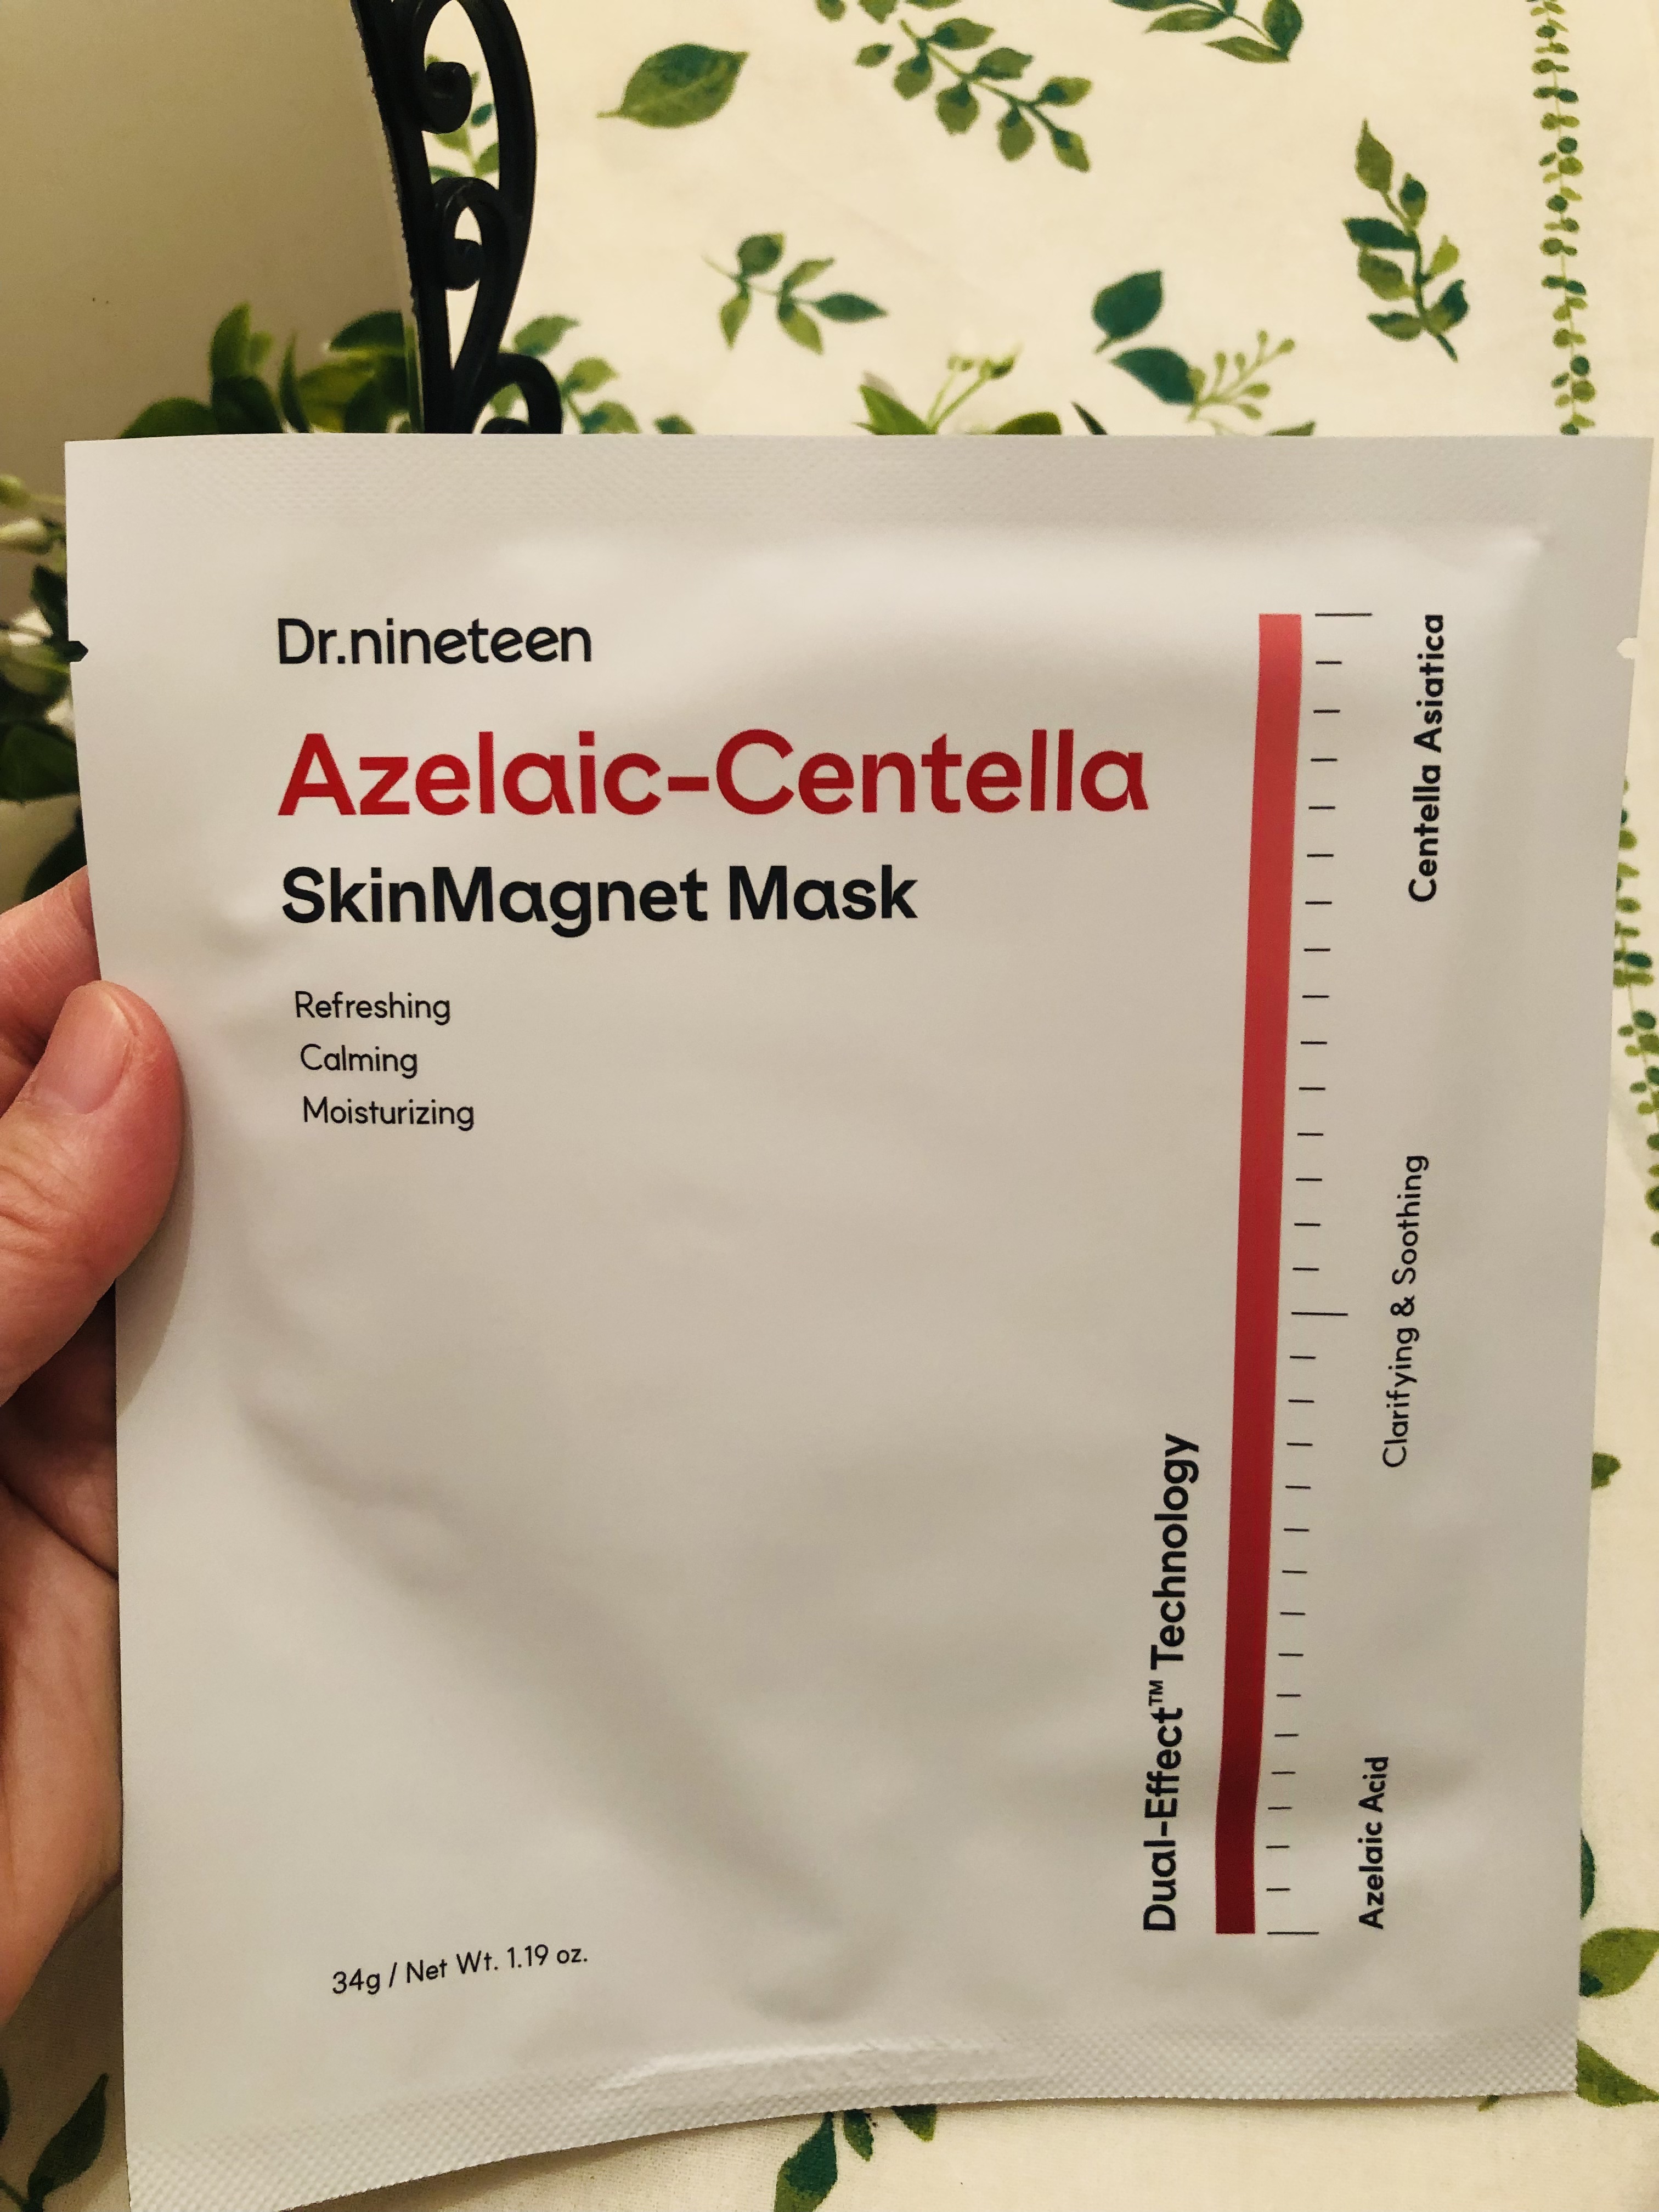 Dr.nineteen
Azelaic-Centella
SkinMagnet Mask
Refreshing
Calming
Moisturizing
34g / Net Wt. 1.19 oz.
Dual-Effect™ Technology
Centella Asiatica
Clarifying & Soothing
Azelaic Acid